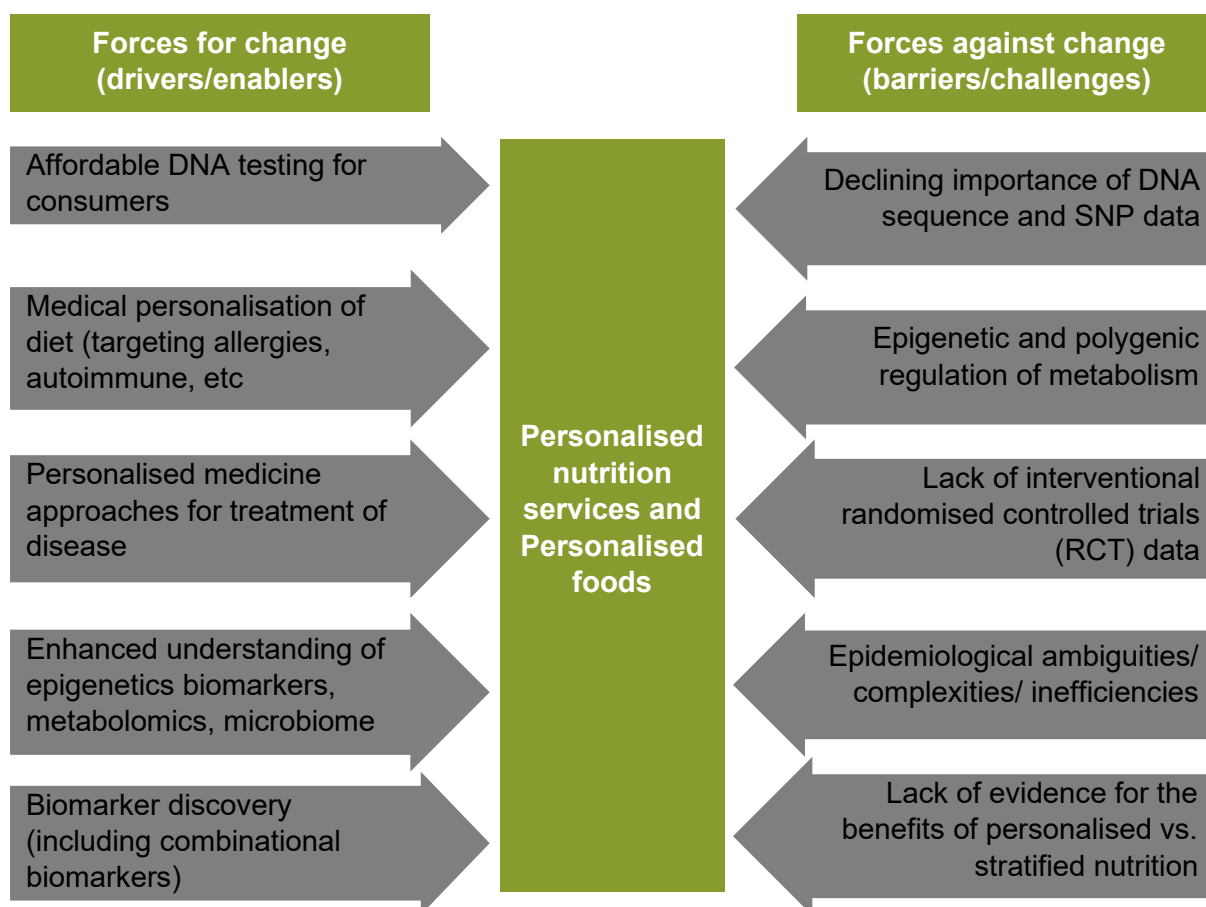 Forces for change
(drivers/enablers)
Forces against change
(barriers/challenges)
Affordable DNA testing for
consumers
Medical personalisation of
diet (targeting allergies,
autoimmune, etc
Personalised medicine
approaches for treatment of
disease
Enhanced understanding of
epigenetics biomarkers,
metabolomics, microbiome
Biomarker discovery
(including combinational
biomarkers)
Personalised
nutrition
services and
Personalised
foods
Declining importance of DNA
sequence and SNP data
Epigenetic and polygenic
regulation of metabolism
Lack of interventional
randomised controlled trials
(RCT) data
Epidemiological ambiguities/
complexities/ inefficiencies
Lack of evidence for the
benefits of personalised vs.
stratified nutrition